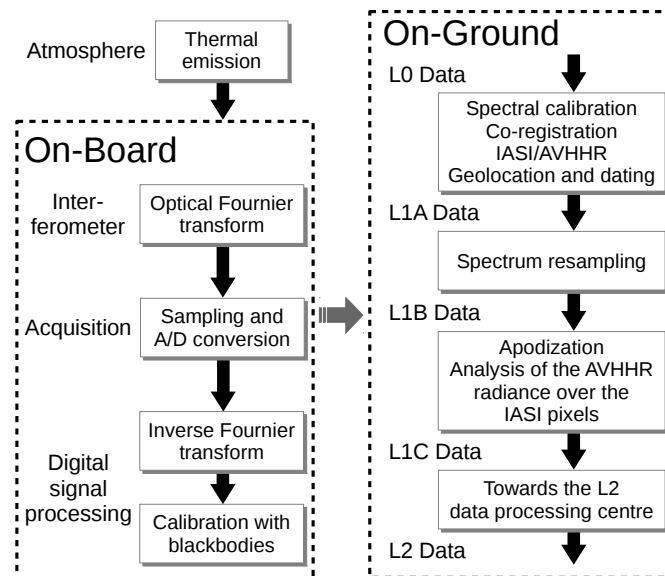 Atmosphere
Thermal
emission
On-Board
Inter-
ferometer
Optical Fournier
transform
Acquisition
Sampling and
A/D conversion
Digital
signal
processing
Inverse Fournier
transform
Calibration with
blackbodies
On-Ground
L0 Data
Spectral calibration
Co-registration
IASI/AVHHR
Geolocation and dating
L1A Data
Spectrum resampling
L1B Data
Apodization
Analysis of the AVHHR
radiance over the
IASI pixels
L1C Data
Towards the L2
data processing centre
L2 Data